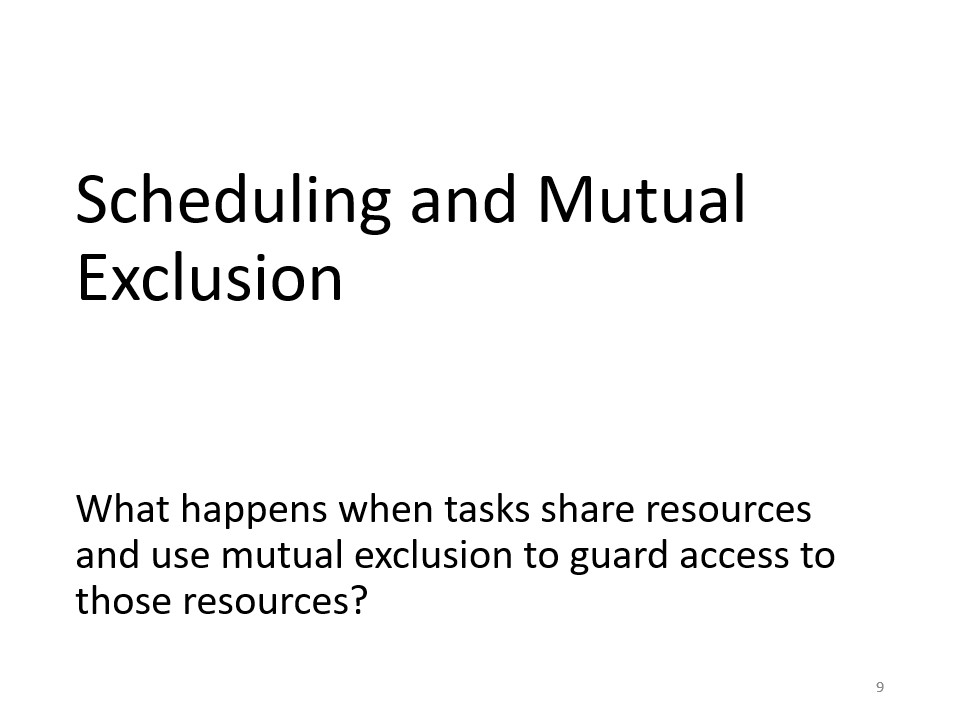 Scheduling and Mutual
Exclusion
What happens when tasks share resources
and use mutual exclusion to guard access to
those resources?
9